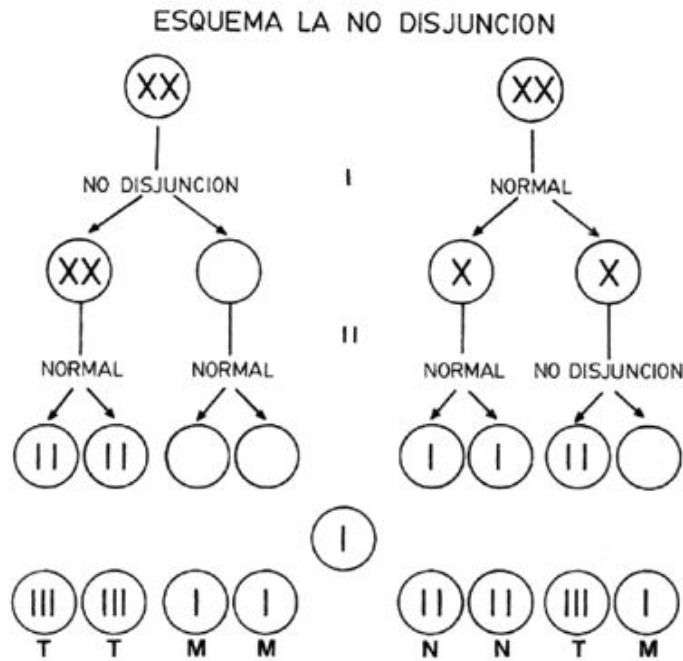 ESQUEMA LA NO DISJUNCION
XX XX
NO DISJUNCION I NORMAL
XX X X
II
NORMAL NORMAL NORMAL NO DISJUNCION
II II I I II
I
III III I I II II III I
T T M M N N T M